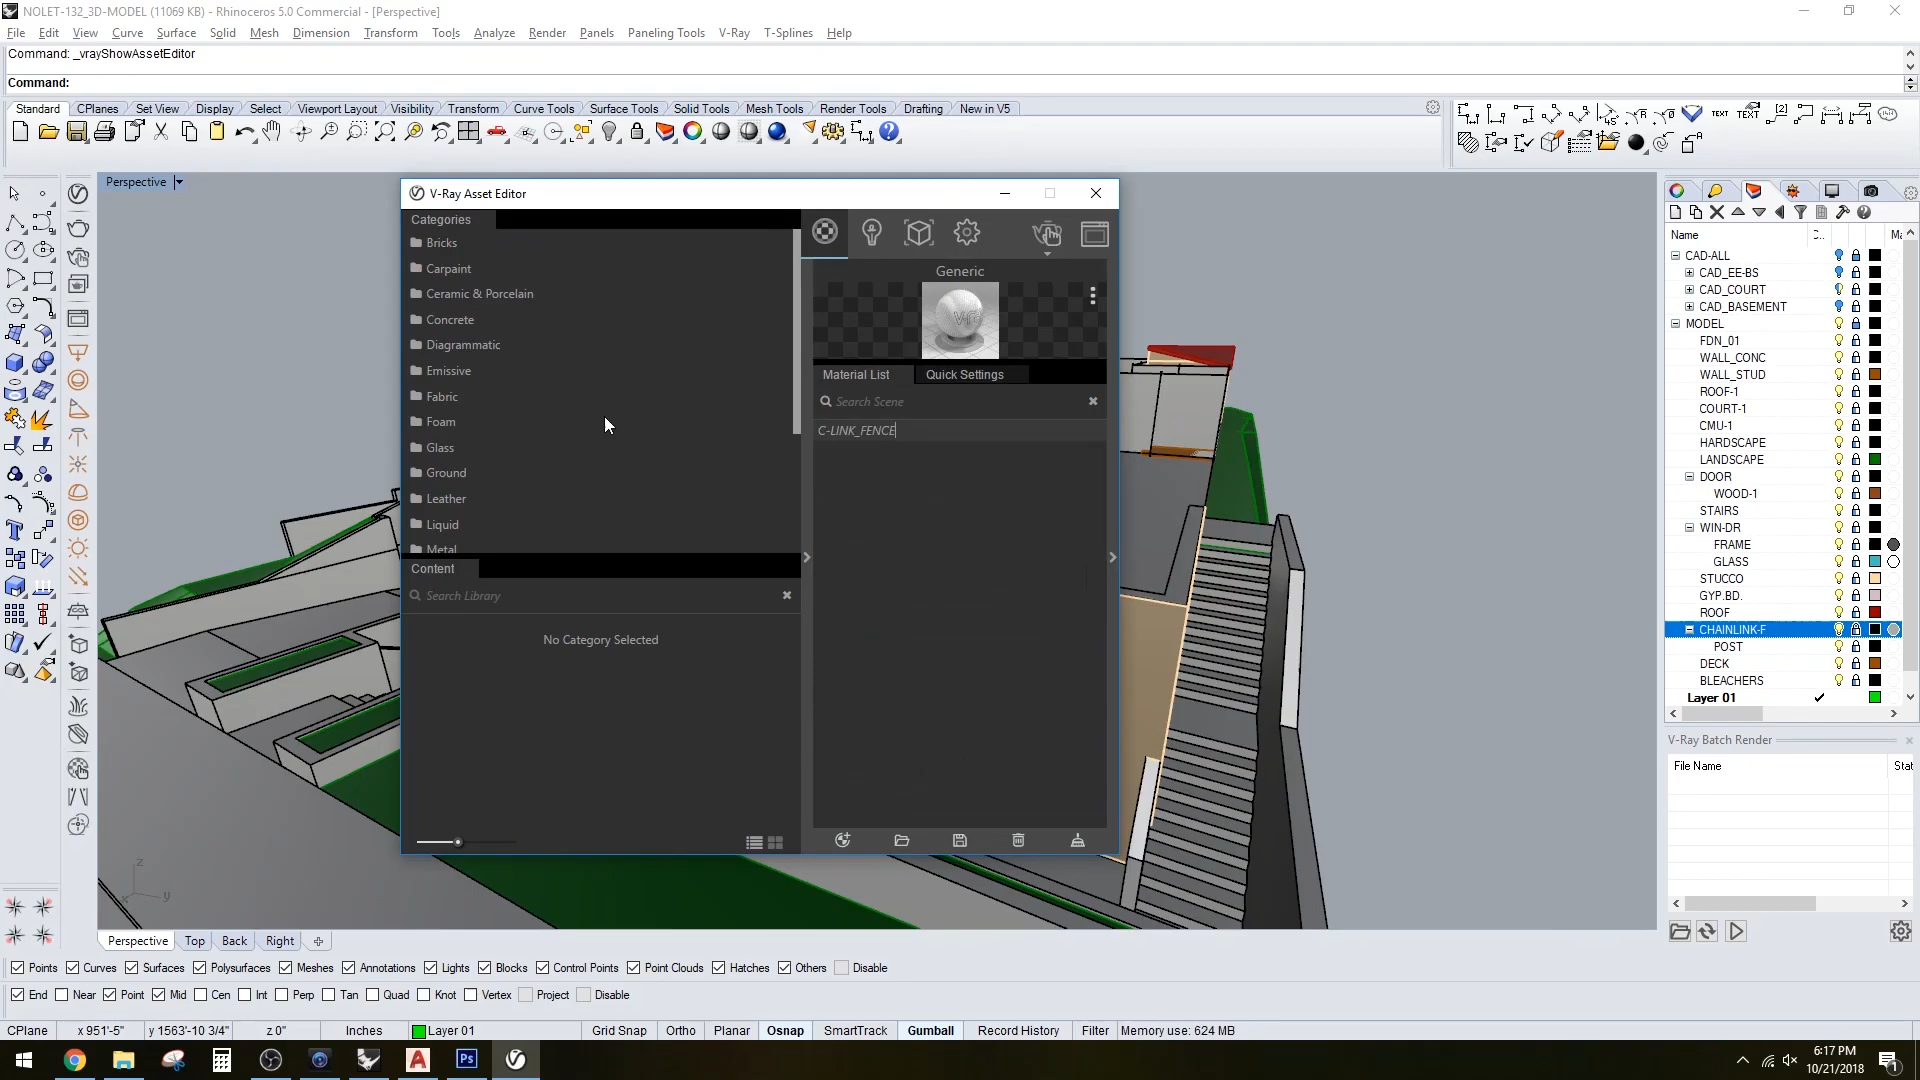 NOLET-132_3D-MODEL (11069 KB) - Rhinoceros 5.0 Commercial - [Perspective]
File Edit View Curve Surface Solid Mesh Dimension Transform Tools Analyze Render Panels Paneling Tools V-Ray T-Splines Help
Command: _vrayShowAssetEditor
Command:
Standard CPlanes Set View Display Select Viewport Layout Visibility Transform Curve Tools Surface Tools Solid Tools Mesh Tools Render Tools Drafting New in V5
Perspective
V-Ray Asset Editor
Categories
Bricks
Carpaint
Ceramic & Porcelain
Concrete
Diagrammatic
Emissive
Fabric
Foam
Glass
Ground
Leather
Liquid
Metal
Content
Search Library
No Category Selected
Generic
Material List Quick Settings
Search Scene
C-LINK_FENCE
Name
CAD-ALL
CAD_EE-BS
CAD_COURT
CAD_BASEMENT
MODEL
FDN_01
WALL_CONC
WALL_STUD
ROOF-1
COURT-1
CMU-1
HARDSCAPE
LANDSCAPE
DOOR
WOOD-1
STAIRS
WIN-DR
FRAME
GLASS
STUCCO
GYP.BD.
ROOF
CHAINLINK-F
POST
DECK
BLEACHERS
Layer 01
V-Ray Batch Render
File Name Stat
z
x y
Perspective Top Back Right
Points Curves Surfaces Polysurfaces Meshes Annotations Lights Blocks Control Points Point Clouds Hatches Others Disable
End Near Point Mid Cen Int Perp Tan Quad Knot Vertex Project Disable
CPlane x 951'-5" y 1563'-10 3/4" z 0" Inches Layer 01 Grid Snap Ortho Planar Osnap SmartTrack Gumball Record History Filter Memory use: 624 MB
6:17 PM
10/21/2018